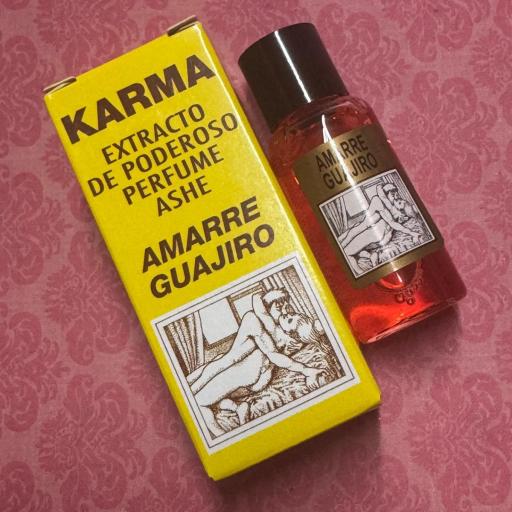 KARMA
EXTRACTO
DE PODEROSO
PERFUME
ASHE
AMARRE
GUAJIRO
AMARRE
GUAJIRO